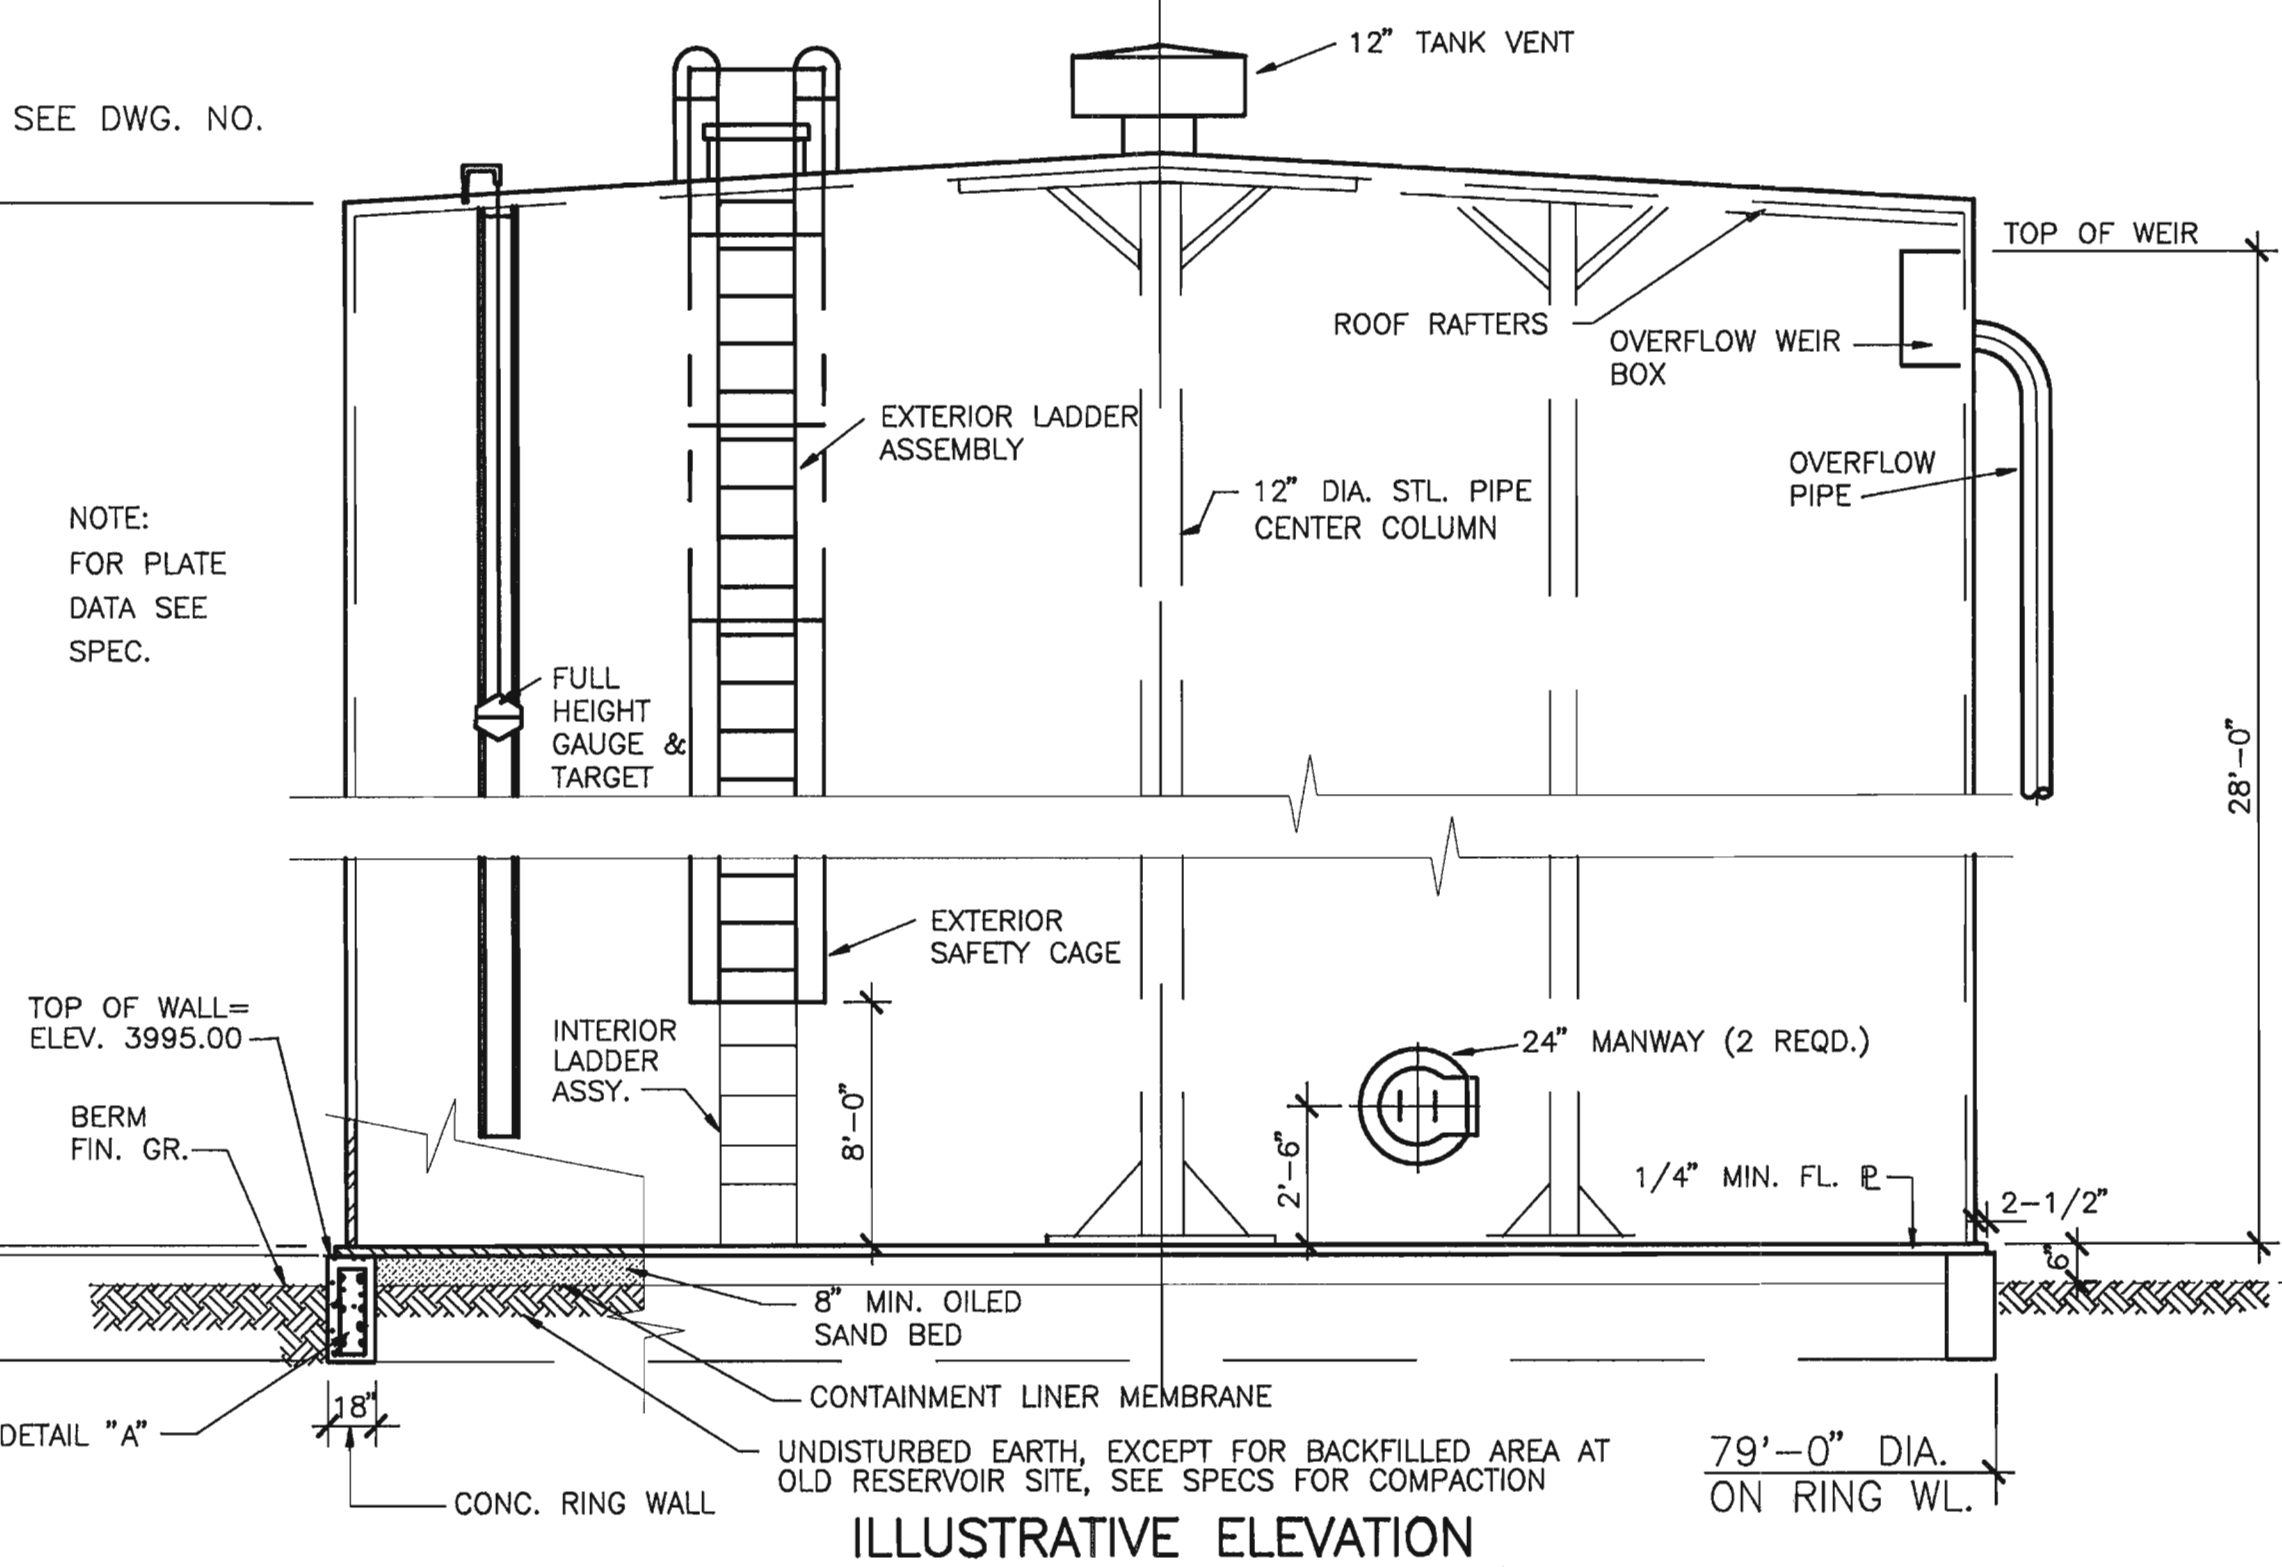 12" TANK VENT
SEE DWG. NO.
TOP OF WEIR
ROOF RAFTERS
OVERFLOW WEIR
BOX
EXTERIOR LADDER
ASSEMBLY
OVERFLOW
PIPE
12" DIA. STL. PIPE
CENTER COLUMN
NOTE:
FOR PLATE
DATA SEE
SPEC.
FULL
HEIGHT
GAUGE &
TARGET
28'-0"
EXTERIOR
SAFETY CAGE
TOP OF WALL=
ELEV. 3995.00
INTERIOR
LADDER
ASSY.
24" MANWAY (2 REQD.)
BERM
FIN. GR.
8'-0"
2'-6"
1/4" MIN. FL. PL
2-1/2"
6"
8" MIN. OILED
SAND BED
CONTAINMENT LINER MEMBRANE
18"
DETAIL "A"
UNDISTURBED EARTH, EXCEPT FOR BACKFILLED AREA AT
OLD RESERVOIR SITE, SEE SPECS FOR COMPACTION
79'-0" DIA.
ON RING WL.
CONC. RING WALL
ILLUSTRATIVE ELEVATION